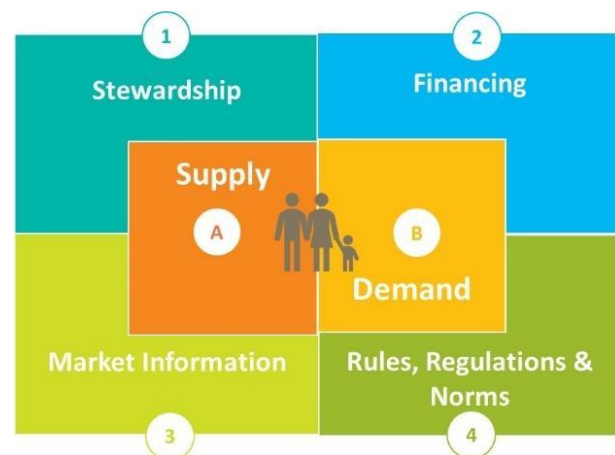 1
2
Stewardship
Financing
Supply
A
B
Demand
Market Information
Rules, Regulations &
Norms
3
4